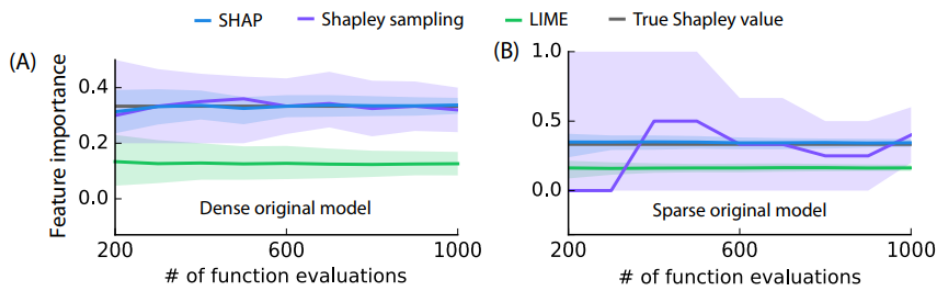 SHAP Shapley sampling LIME True Shapley value
(A)
Feature importance
0.4
0.2
0.0
Dense original model
200 600 1000
# of function evaluations
(B)
1.0
0.5
0.0
Sparse original model
200 600 1000
# of function evaluations